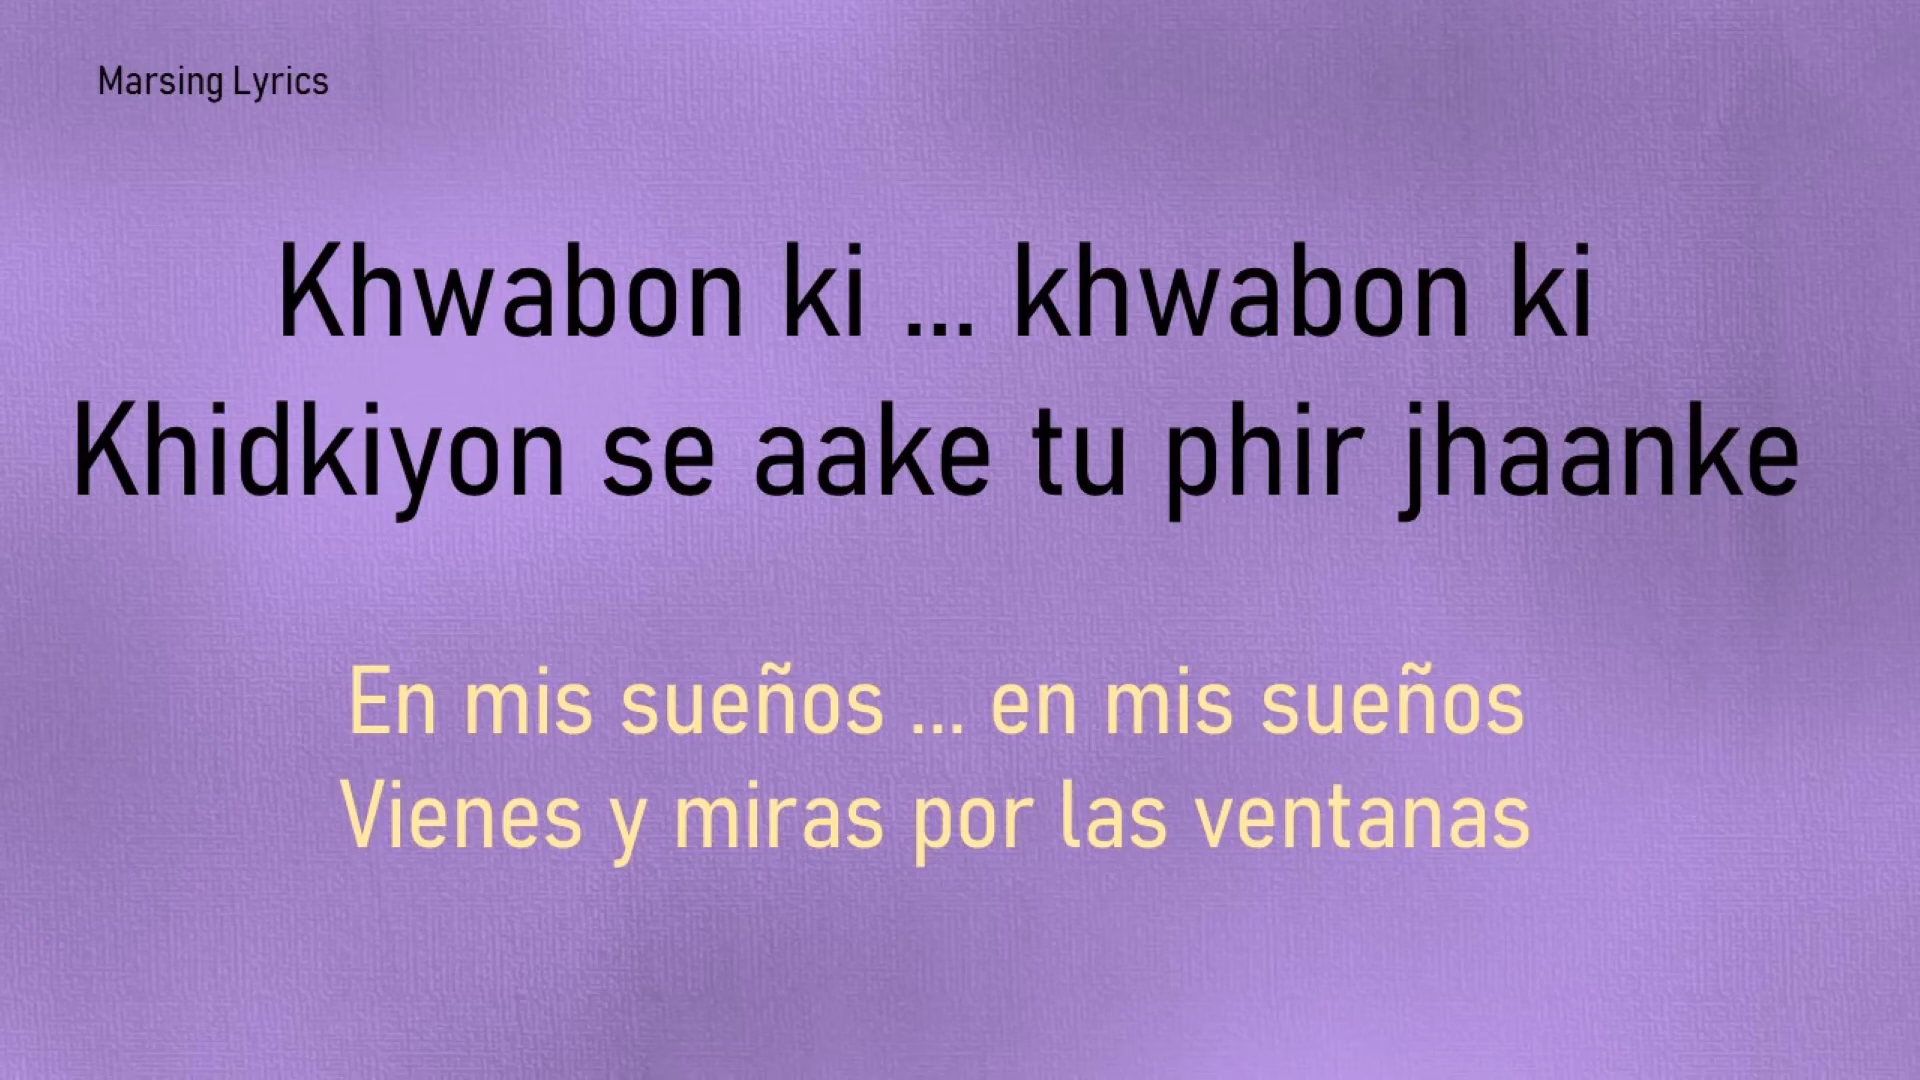 Marsing Lyrics
Khwabon ki ... khwabon ki
Khidkiyon se aake tu phir jhaanke
En mis sueños ... en mis sueños
Vienes y miras por las ventanas